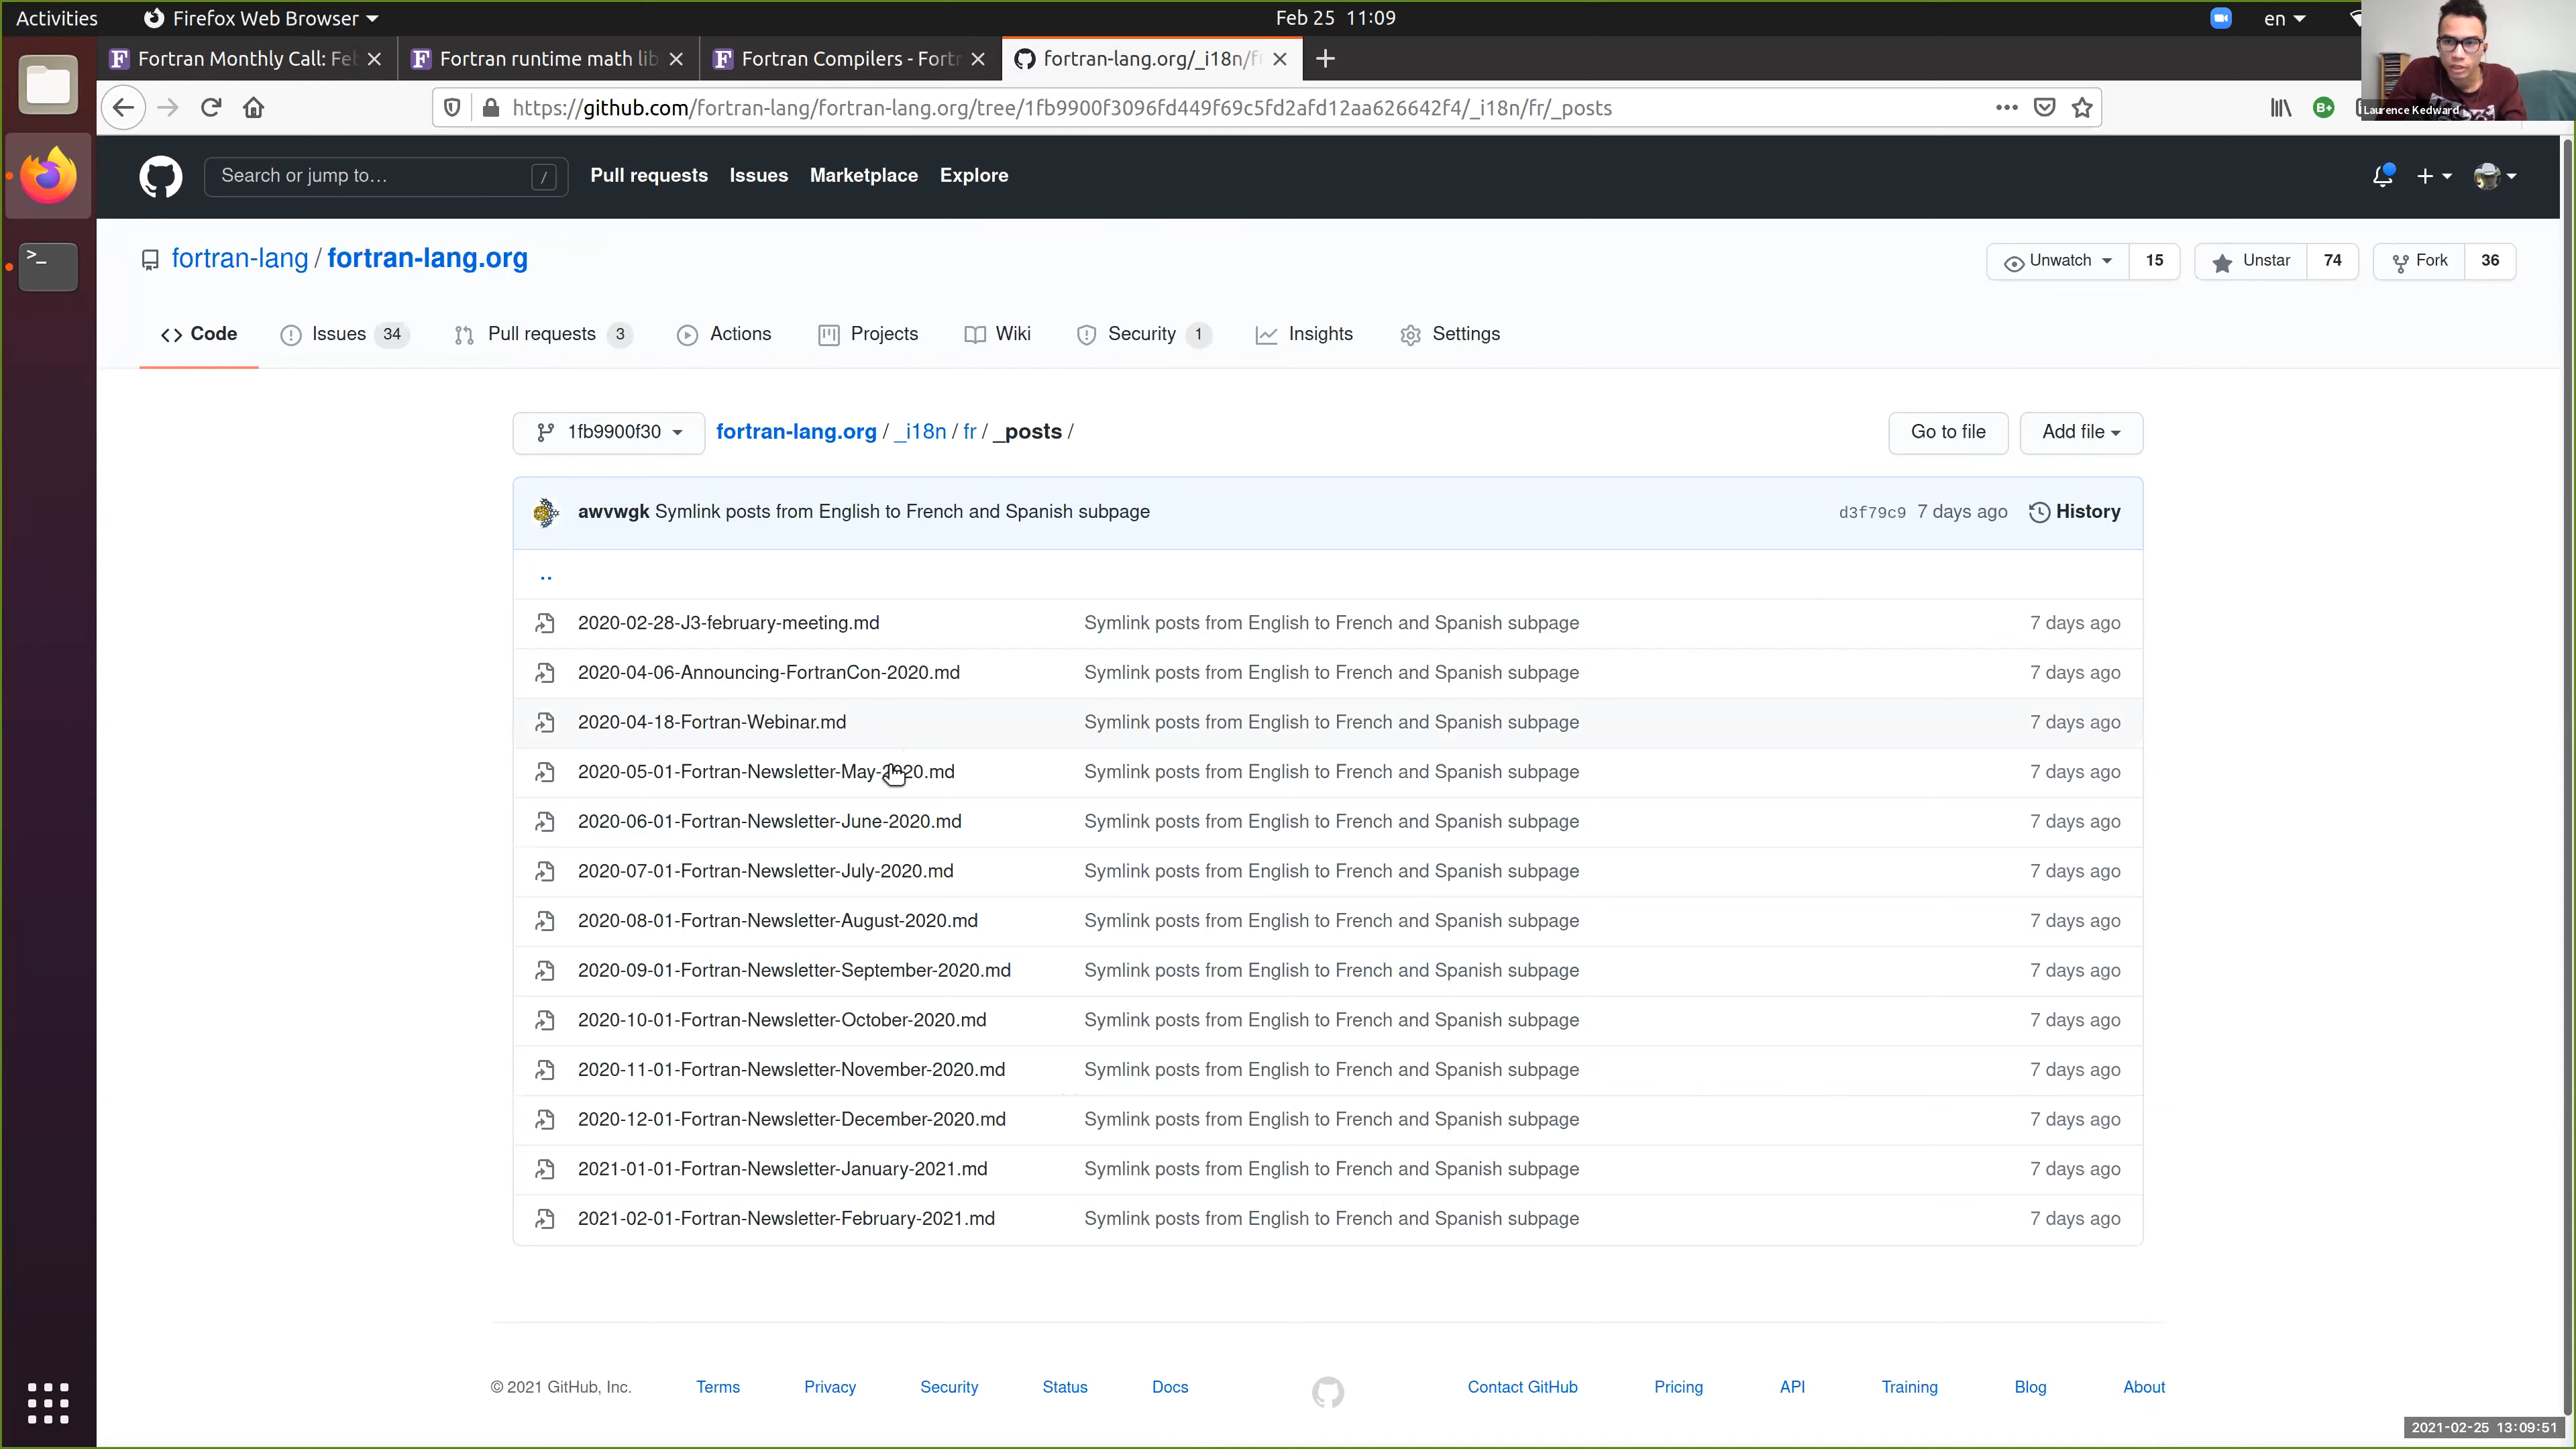 Activities Firefox Web Browser Feb 25 11:09 en
Fortran Monthly Call: Fe Fortran runtime math lib Fortran Compilers - Fortr fortran-lang.org/_i18n/f
https://github.com/fortran-lang/fortran-lang.org/tree/1fb9900f3096fd449f69c5fd2afd12aa626642f4/_i18n/fr/_posts
B+
Laurence Kedward
Search or jump to… / Pull requests Issues Marketplace Explore
fortran-lang / fortran-lang.org Unwatch 15 Unstar 74 Fork 36
Code Issues 34 Pull requests 3 Actions Projects Wiki Security 1 Insights Settings
1fb9900f30 fortran-lang.org / _i18n / fr / _posts / Go to file Add file
awvwgk Symlink posts from English to French and Spanish subpage d3f79c9 7 days ago History
..
2020-02-28-J3-february-meeting.md Symlink posts from English to French and Spanish subpage 7 days ago
2020-04-06-Announcing-FortranCon-2020.md Symlink posts from English to French and Spanish subpage 7 days ago
2020-04-18-Fortran-Webinar.md Symlink posts from English to French and Spanish subpage 7 days ago
2020-05-01-Fortran-Newsletter-May-2020.md Symlink posts from English to French and Spanish subpage 7 days ago
2020-06-01-Fortran-Newsletter-June-2020.md Symlink posts from English to French and Spanish subpage 7 days ago
2020-07-01-Fortran-Newsletter-July-2020.md Symlink posts from English to French and Spanish subpage 7 days ago
2020-08-01-Fortran-Newsletter-August-2020.md Symlink posts from English to French and Spanish subpage 7 days ago
2020-09-01-Fortran-Newsletter-September-2020.md Symlink posts from English to French and Spanish subpage 7 days ago
2020-10-01-Fortran-Newsletter-October-2020.md Symlink posts from English to French and Spanish subpage 7 days ago
2020-11-01-Fortran-Newsletter-November-2020.md Symlink posts from English to French and Spanish subpage 7 days ago
2020-12-01-Fortran-Newsletter-December-2020.md Symlink posts from English to French and Spanish subpage 7 days ago
2021-01-01-Fortran-Newsletter-January-2021.md Symlink posts from English to French and Spanish subpage 7 days ago
2021-02-01-Fortran-Newsletter-February-2021.md Symlink posts from English to French and Spanish subpage 7 days ago
© 2021 GitHub, Inc. Terms Privacy Security Status Docs Contact GitHub Pricing API Training Blog About
2021-02-25 13:09:51